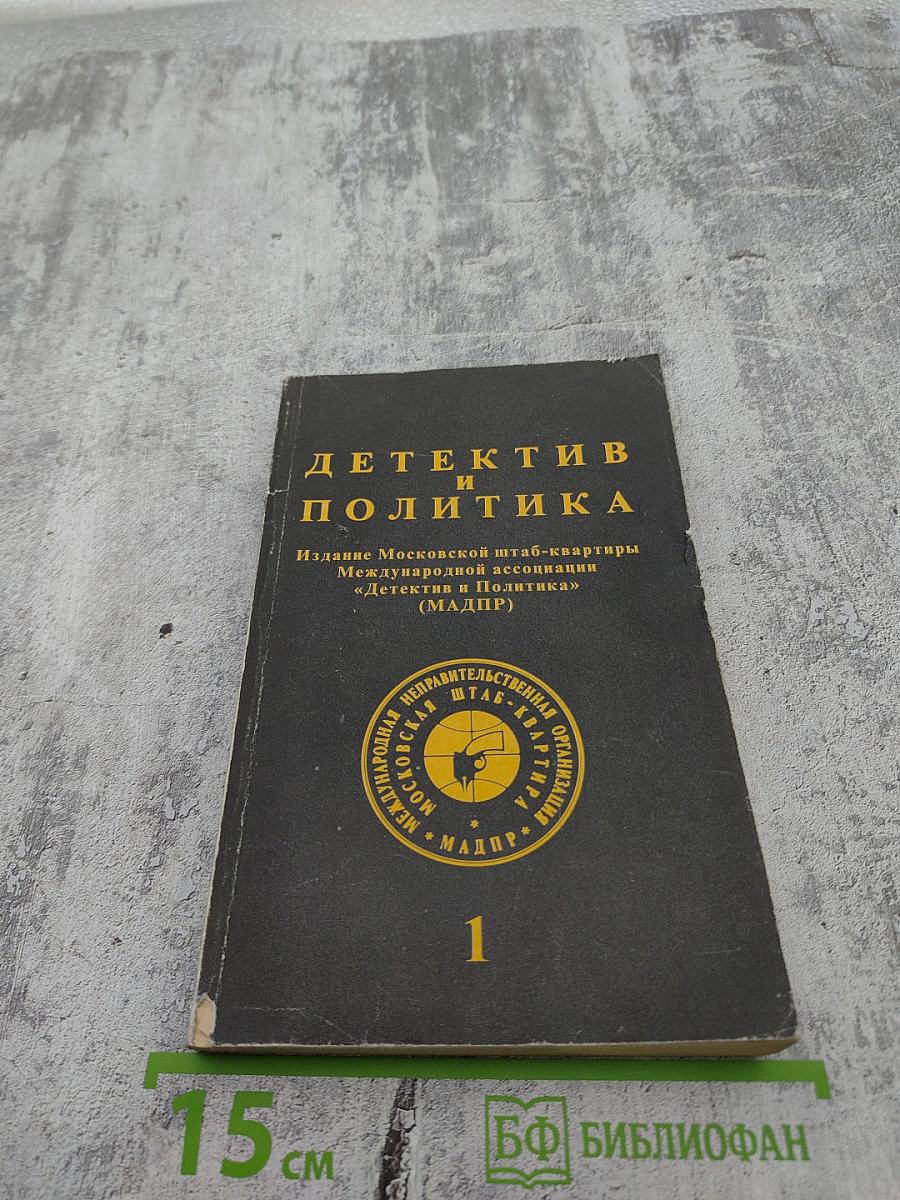 ДЕТЕКТИВ
И
ПОЛИТИКА
Издание Московской штаб-квартиры
Международной ассоциации
«Детектив и Политика»
(МАДПР)
МЕЖДУНАРОДНАЯ НЕПРАВИТЕЛЬСТВЕННАЯ ОРГАНИЗАЦИЯ
МОСКОВСКАЯ ШТАБ-КВАРТИРА
*
* МАДПР *
1
15 см
БФ БИБЛИОФАН